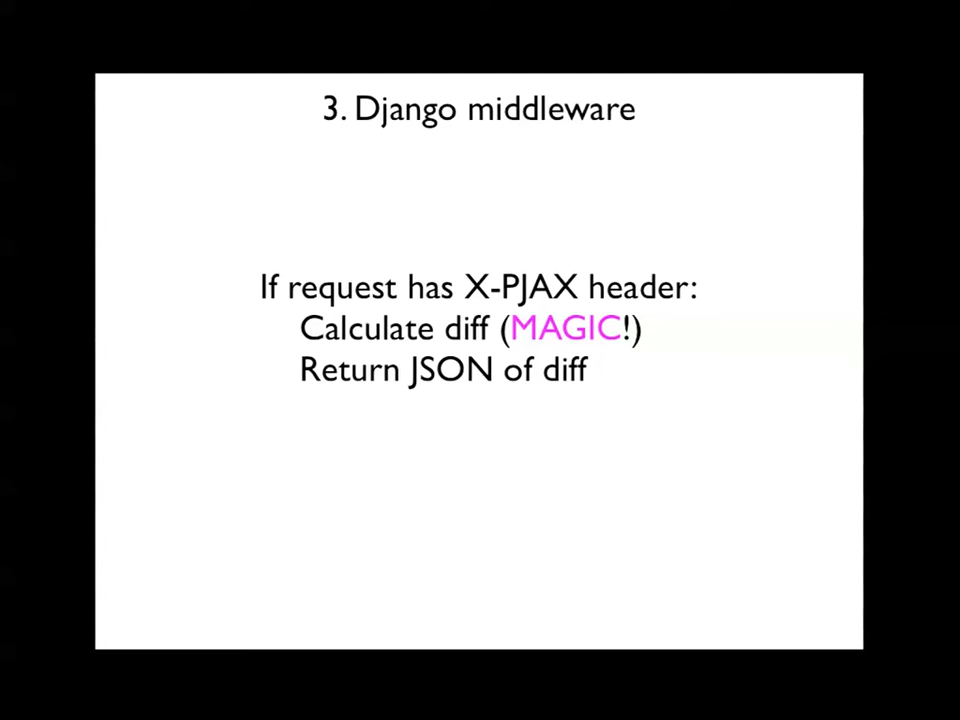 3. Django middleware
If request has X-PJAX header:
Calculate diff (MAGIC!)
Return JSON of diff